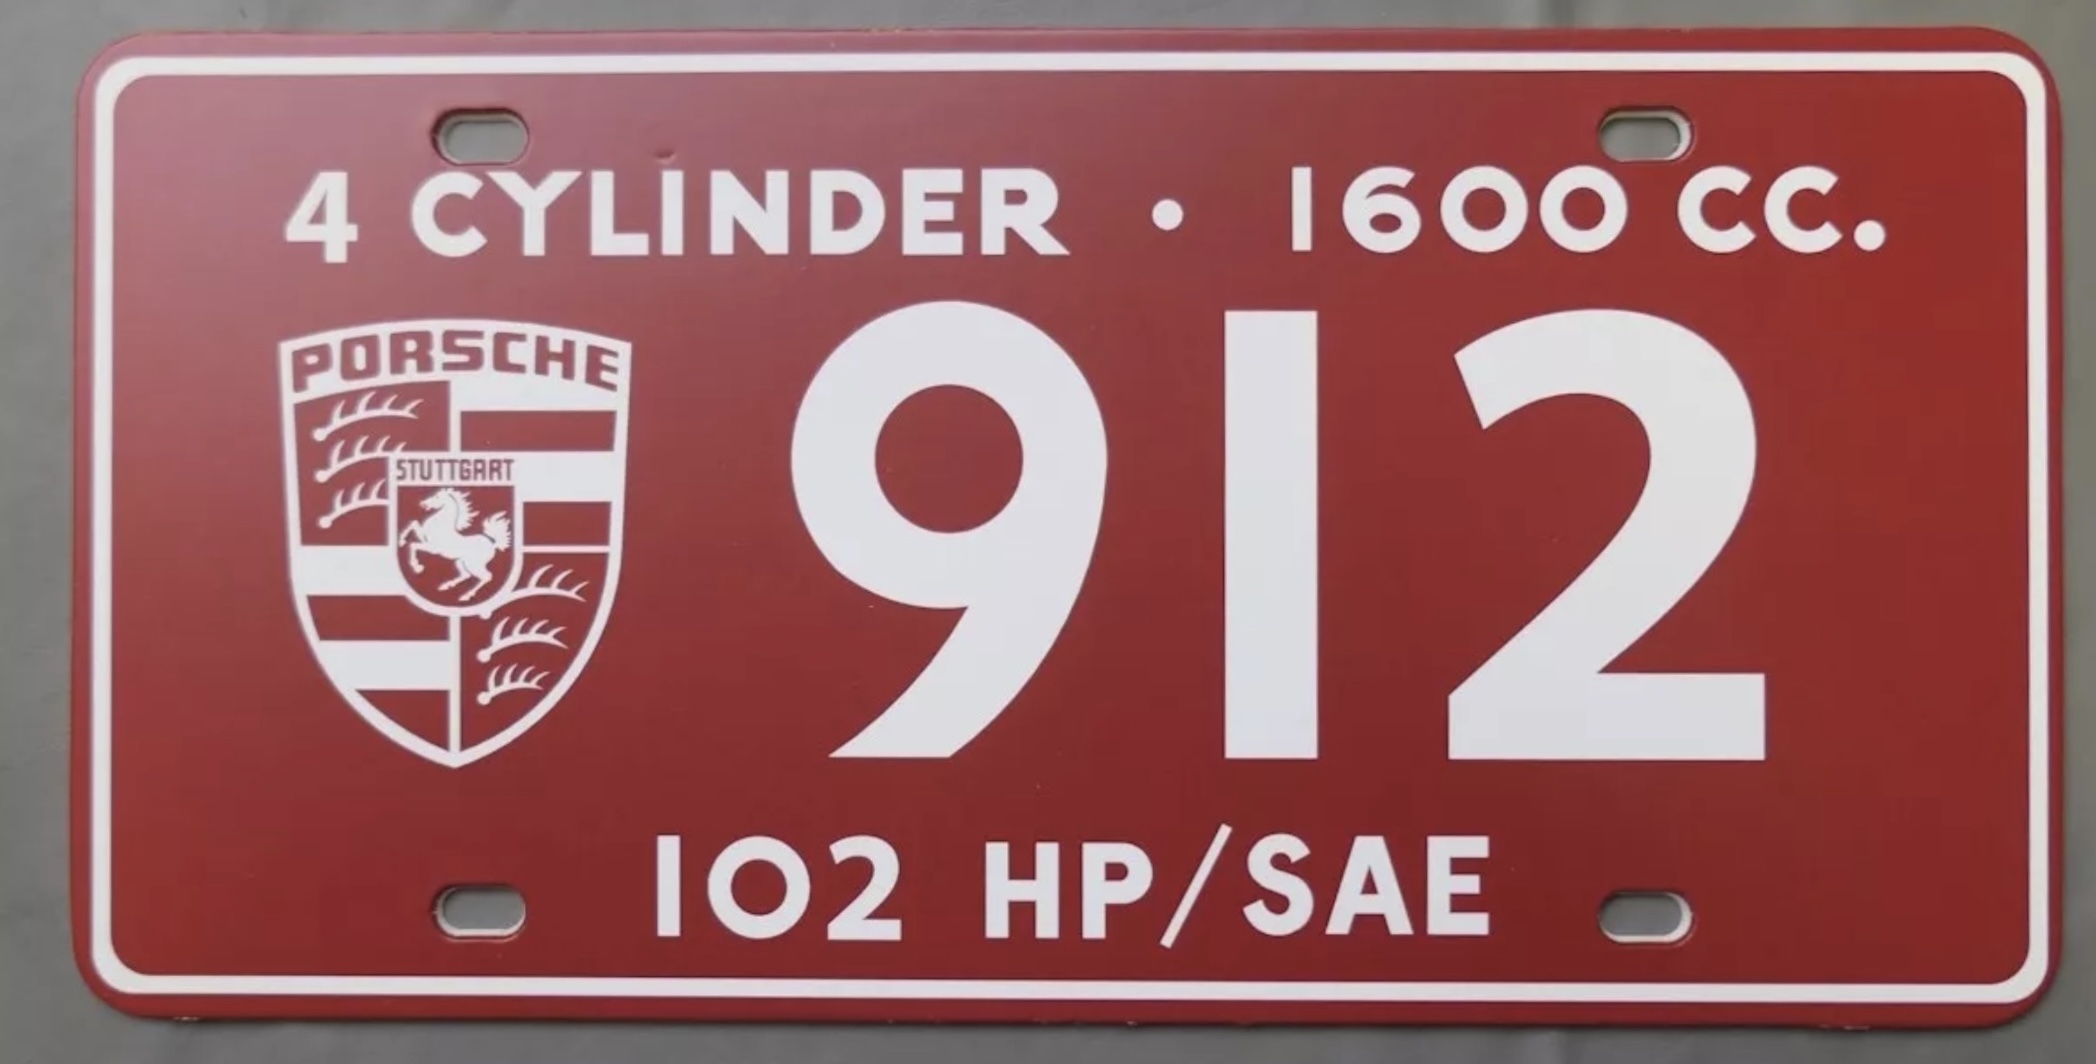 4 CYLINDER • 1600 CC.
PORSCHE
STUTTGART
912
102 HP/SAE